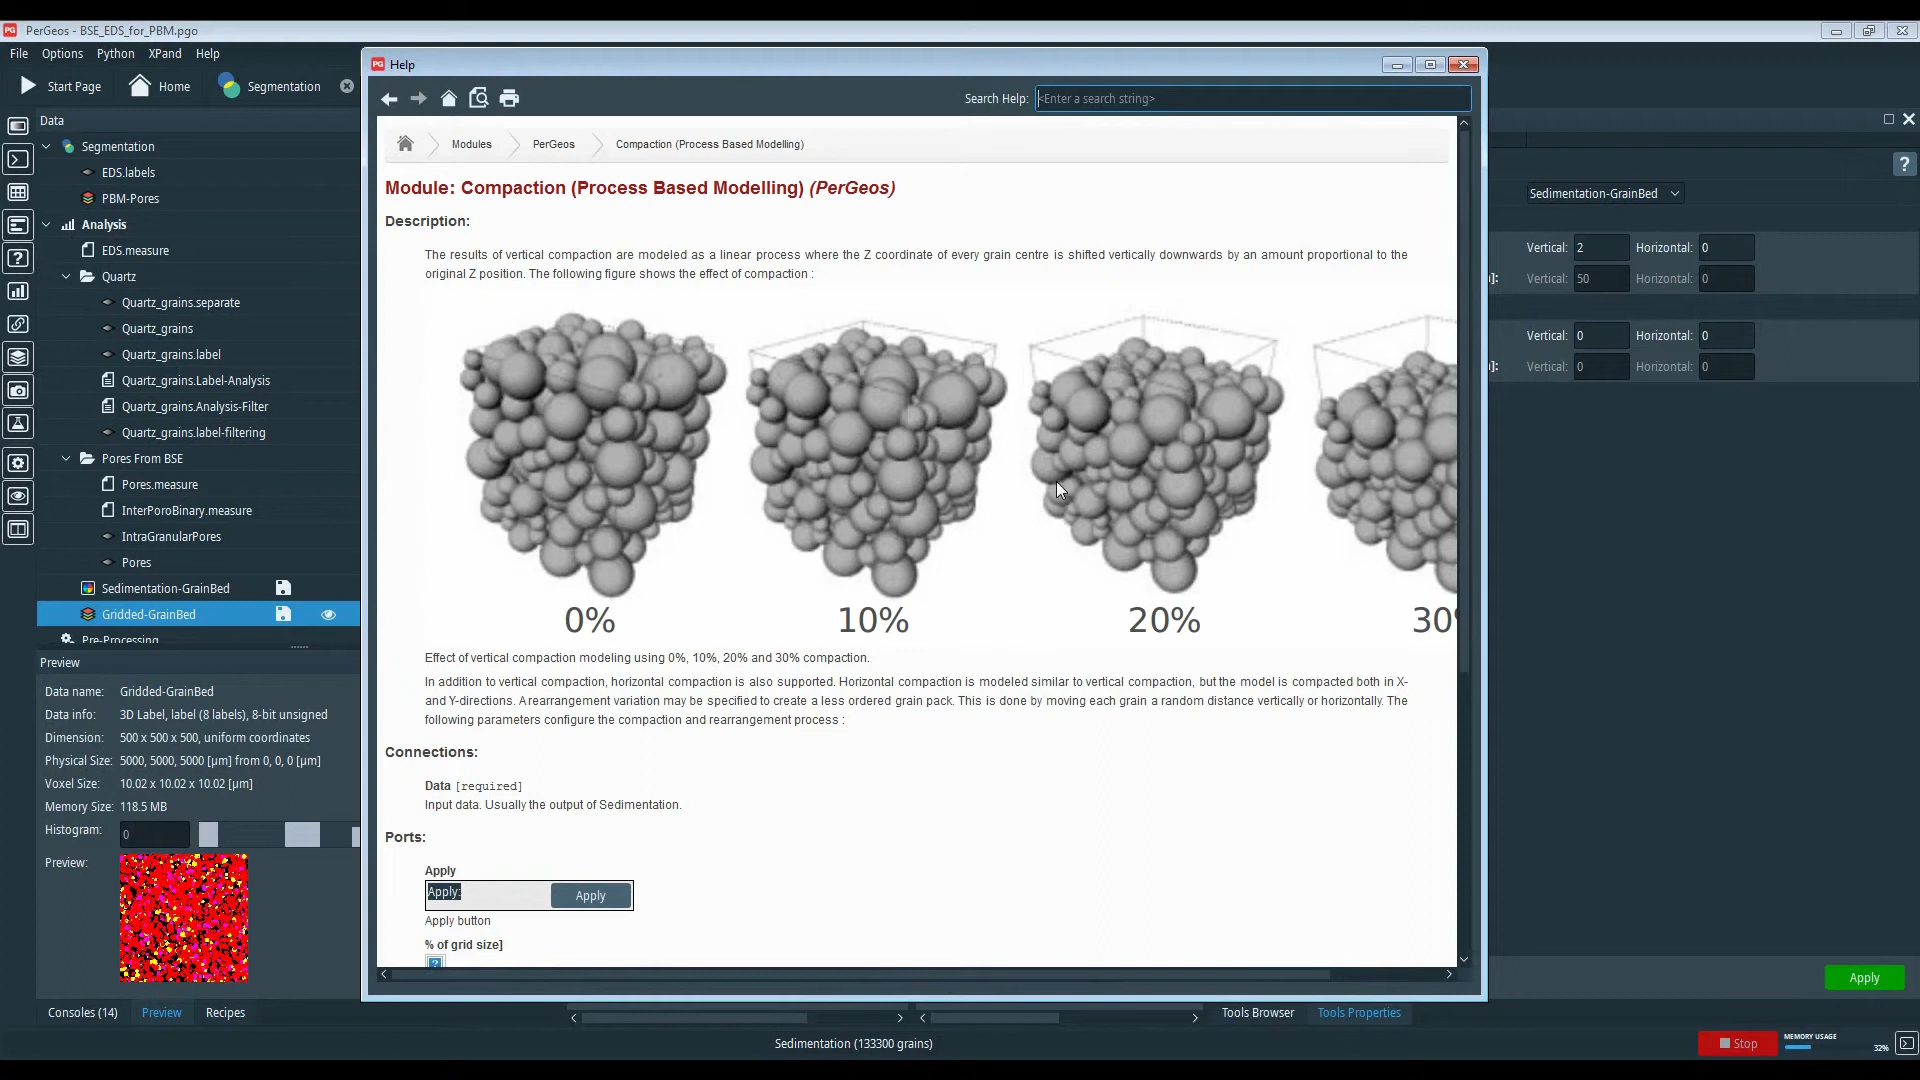 PerGeos - BSE_EDS_for_PBM.pgo
File Options Python XPand Help
Start Page Home Segmentation
Data
Segmentation
EDS.labels
PBM-Pores
Analysis
EDS.measure
Quartz
Quartz_grains.separate
Quartz_grains
Quartz_grains.label
Quartz_grains.Label-Analysis
Quartz_grains.Analysis-Filter
Quartz_grains.label-filtering
Pores From BSE
Pores.measure
InterPoroBinary.measure
IntraGranularPores
Pores
Sedimentation-GrainBed
Gridded-GrainBed
Pre-Processing
Preview
Data name: Gridded-GrainBed
Data info: 3D Label, label (8 labels), 8-bit unsigned
Dimension: 500 x 500 x 500, uniform coordinates
Physical Size: 5000, 5000, 5000 [µm] from 0, 0, 0 [µm]
Voxel Size: 10.02 x 10.02 x 10.02 [µm]
Memory Size: 118.5 MB
Histogram: 0
Preview:
Consoles (14) Preview Recipes
PG Help
Search Help: <Enter a search string>
Modules PerGeos Compaction (Process Based Modelling)
Module: Compaction (Process Based Modelling) (PerGeos)
Description:
The results of vertical compaction are modeled as a linear process where the Z coordinate of every grain centre is shifted vertically downwards by an amount proportional to the
original Z position. The following figure shows the effect of compaction :
0% 10% 20% 30%
Effect of vertical compaction modeling using 0%, 10%, 20% and 30% compaction.
In addition to vertical compaction, horizontal compaction is also supported. Horizontal compaction is modeled similar to vertical compaction, but the model is compacted both in X-
and Y-directions. A rearrangement variation may be specified to create a less ordered grain pack. This is done by moving each grain a random distance vertically or horizontally. The
following parameters configure the compaction and rearrangement process :
Connections:
Data [required]
Input data. Usually the output of Sedimentation.
Ports:
Apply
Apply: Apply
Apply button
% of grid size]
?
Sedimentation-GrainBed
Vertical: 2 Horizontal: 0
]: Vertical: 50 Horizontal: 0
Vertical: 0 Horizontal: 0
]: Vertical: 0 Horizontal: 0
Apply
Tools Browser Tools Properties
Sedimentation (133300 grains)
Stop MEMORY USAGE 32%